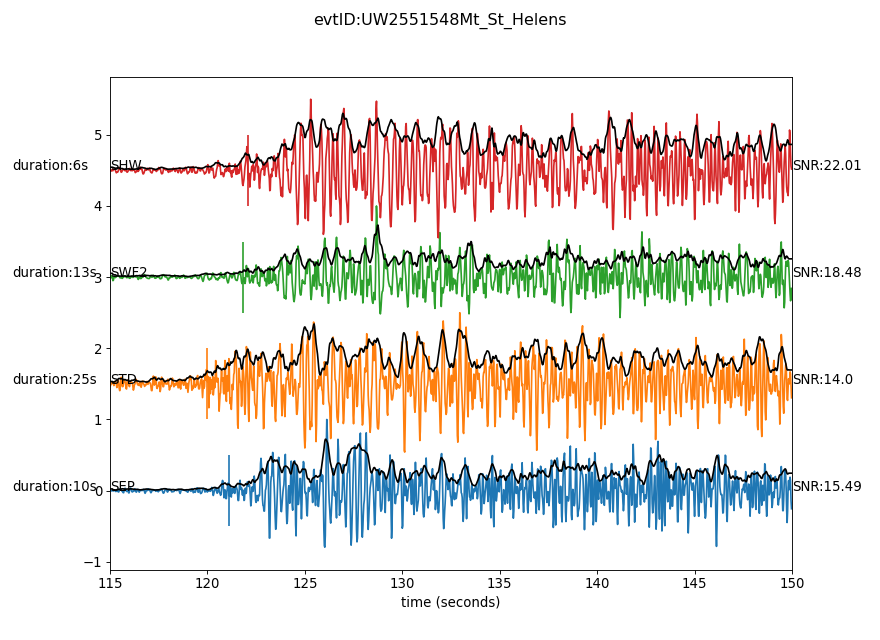 evtID:UW2551548Mt_St_Helens
5
duration:6s SHW SNR:22.01
4
duration:13s SWF2 SNR:18.48
3
2
duration:25s STD SNR:14.0
1
duration:10s SEP SNR:15.49
0
−1
115 120 125 130 135 140 145 150
time (seconds)